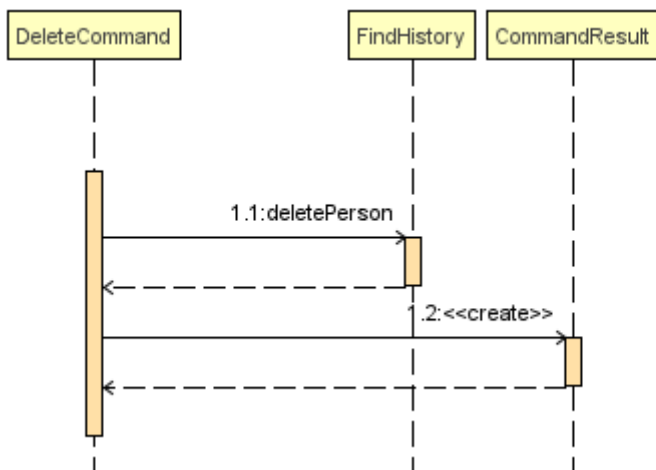 DeleteCommand
FindHistory
CommandResult
1.1:deletePerson
1.2:<<create>>